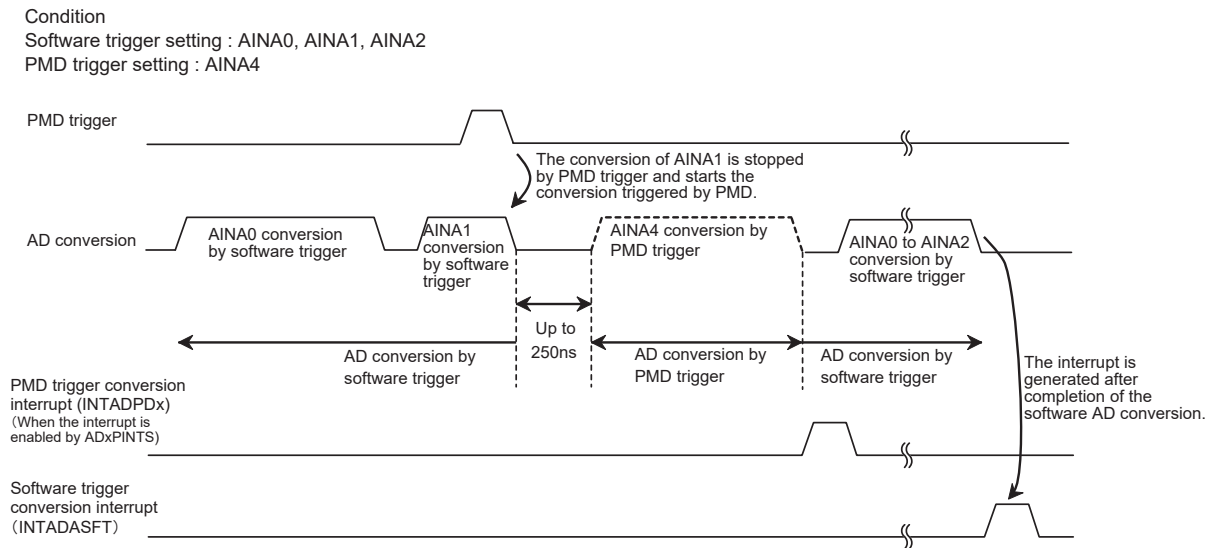 Condition
Software trigger setting : AINA0, AINA1, AINA2
PMD trigger setting : AINA4
PMD trigger
The conversion of AINA1 is stopped
by PMD trigger and starts the
conversion triggered by PMD.
AD conversion
AINA0 conversion
by software trigger
AINA1
conversion
by software
trigger
AINA4 conversion by
PMD trigger
AINA0 to AINA2
conversion by
software trigger
Up to
250ns
AD conversion by
software trigger
AD conversion by
PMD trigger
AD conversion by
software trigger
The interrupt is
generated after
completion of the
software AD conversion.
PMD trigger conversion
interrupt (INTADPDx)
(When the interrupt is
enabled by ADxPINTS)
Software trigger
conversion interrupt
(INTADASFT)